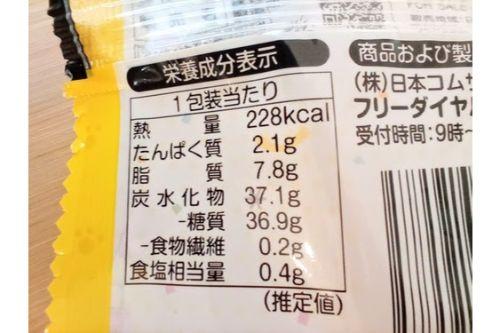 栄養成分表示
1包装当たり
熱量 228kcal
たんぱく質 2.1g
脂質 7.8g
炭水化物 37.1g
-糖質 36.9g
-食物繊維 0.2g
食塩相当量 0.4g
(推定値)
商品および製
(株)日本コムサ
フリーダイヤル
受付時間:9時~
FOR SALE